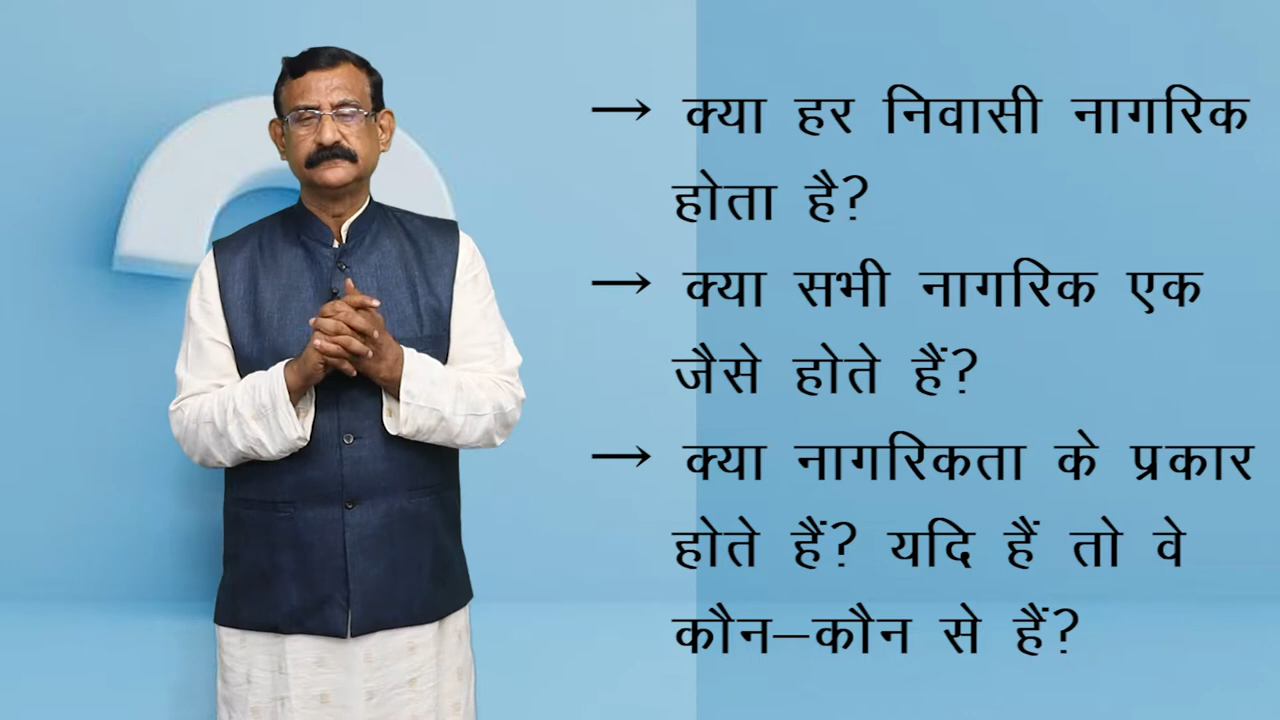 → क्या हर निवासी नागरिक
होता है?
→ क्या सभी नागरिक एक
जैसे होते हैं?
→ क्या नागरिकता के प्रकार
होते हैं? यदि हैं तो वे
कौन–कौन से हैं?